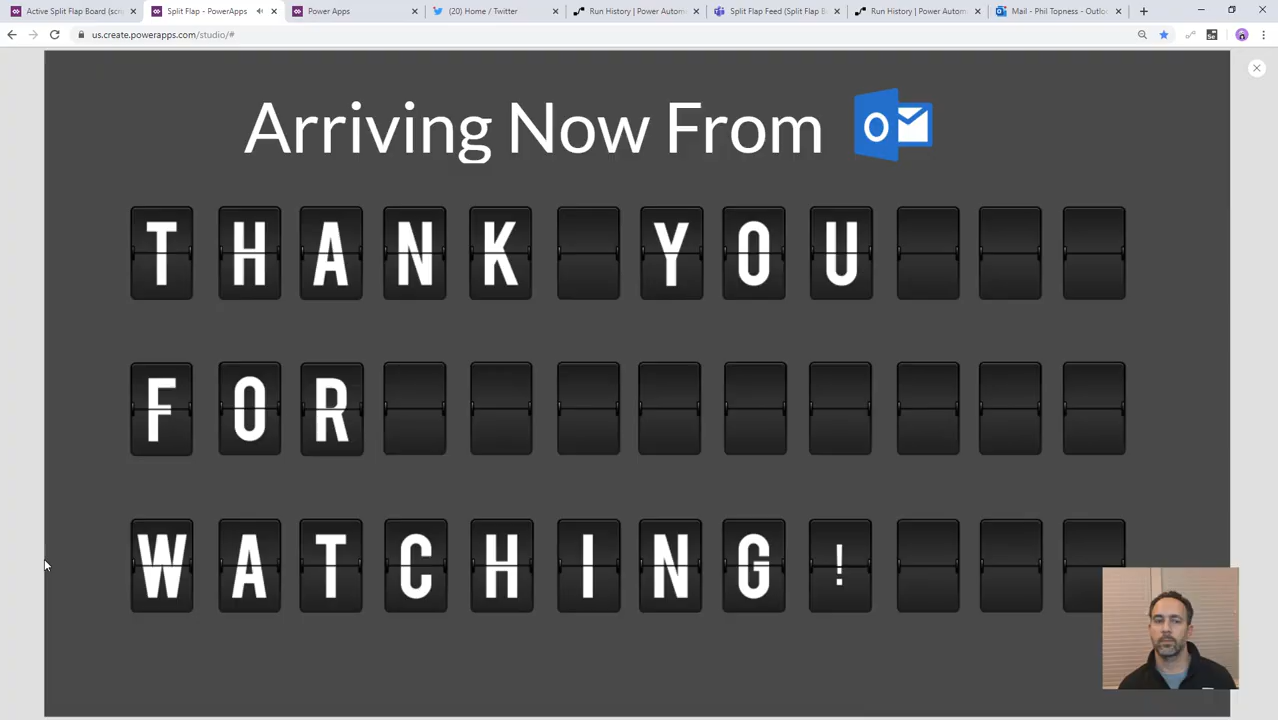 Active Split Flap Board (scr
Split Flap - PowerApps
Power Apps
(20) Home / Twitter
Run History | Power Autom
Split Flap Feed (Split Flap B
Run History | Power Autom
Mail - Phil Topness - Outlo
us.create.powerapps.com/studio/#
Arriving Now From
THANK YOU
FOR
WATCHING!